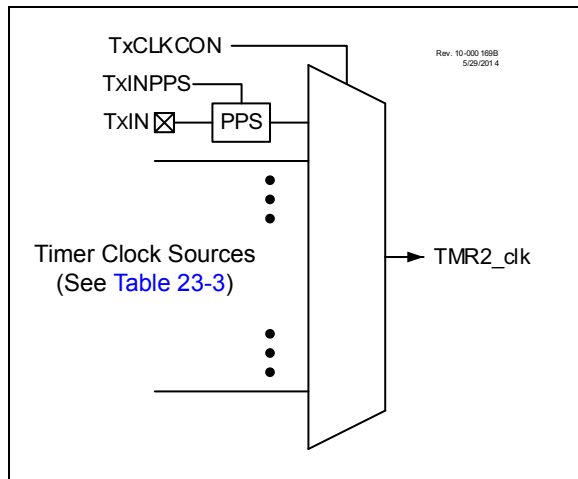 TxCLKCON
Rev. 10-000 169B
5/29/2014
TxINPPS
TxIN
PPS
Timer Clock Sources
(See Table 23-3)
TMR2_clk